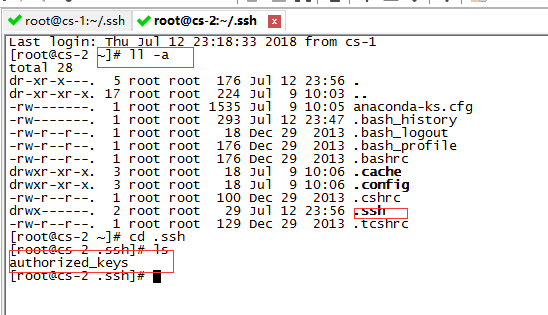 root@cs-1:~/.ssh root@cs-2:~/.ssh x
Last login: Thu Jul 12 23:18:33 2018 from cs-1
[root@cs-2 ~]# ll -a
total 28
dr-xr-x---. 5 root root 176 Jul 12 23:56 .
dr-xr-xr-x. 17 root root 224 Jul 9 10:03 ..
-rw-------. 1 root root 1535 Jul 9 10:05 anaconda-ks.cfg
-rw-------. 1 root root 293 Jul 12 23:47 .bash_history
-rw-r--r--. 1 root root 18 Dec 29 2013 .bash_logout
-rw-r--r--. 1 root root 176 Dec 29 2013 .bash_profile
-rw-r--r--. 1 root root 176 Dec 29 2013 .bashrc
drwxr-xr-x. 3 root root 18 Jul 9 10:06 .cache
drwxr-xr-x. 3 root root 18 Jul 9 10:06 .config
-rw-r--r--. 1 root root 100 Dec 29 2013 .cshrc
drwx------. 2 root root 29 Jul 12 23:56 .ssh
-rw-r--r--. 1 root root 129 Dec 29 2013 .tcshrc
[root@cs-2 ~]# cd .ssh
[root@cs-2 .ssh]# ls
authorized_keys
[root@cs-2 .ssh]#